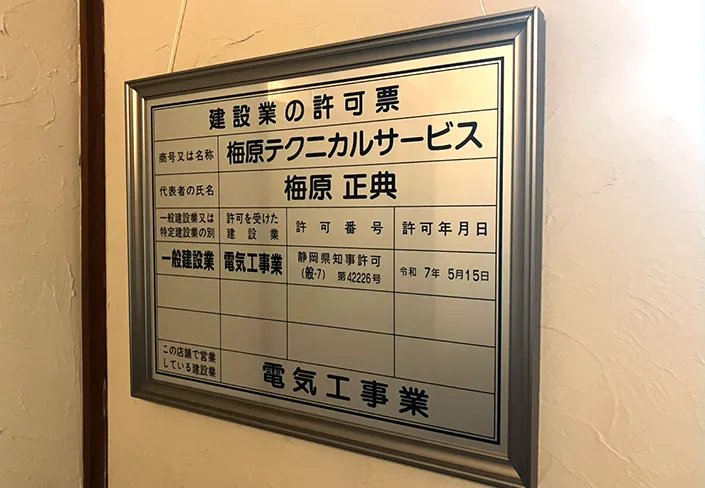 建設業の許可票
商号又は名称 梅原テクニカルサービス
代表者の氏名 梅原 正典
一般建設業又は 許可を受けた 許可番号 許可年月日
特定建設業の別 建設業
一般建設業 電気工事業 静岡県知事許可 令和 7年 5月15日
(般-7) 第42226号
この店舗で営業 電気工事業
している建設業